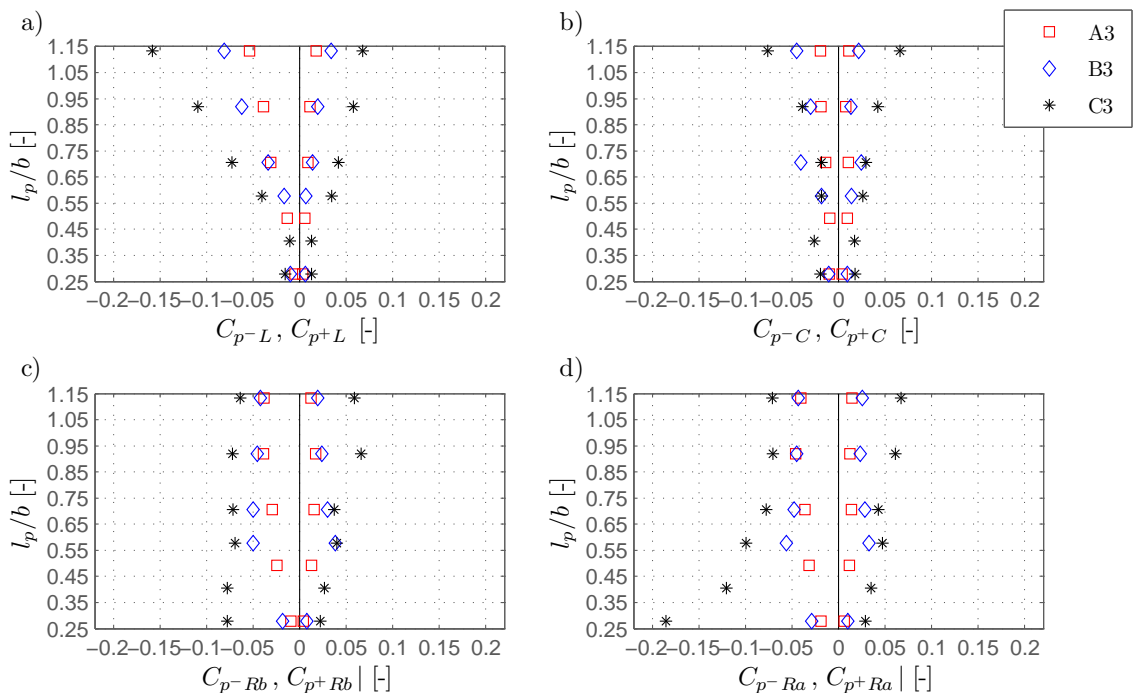 a)
1.15
1.05
0.95
0.85
0.75
0.65
0.55
0.45
0.35
0.25
l_p/b [-]
−0.2 −0.15 −0.1 −0.05 0 0.05 0.1 0.15 0.2
C_{p^-L}, C_{p^+L} [-]
b)
1.15
1.05
0.95
0.85
0.75
0.65
0.55
0.45
0.35
0.25
l_p/b [-]
−0.2 −0.15 −0.1 −0.05 0 0.05 0.1 0.15 0.2
C_{p^-C}, C_{p^+C} [-]
A3
B3
C3
c)
1.15
1.05
0.95
0.85
0.75
0.65
0.55
0.45
0.35
0.25
l_p/b [-]
−0.2 −0.15 −0.1 −0.05 0 0.05 0.1 0.15 0.2
C_{p^-Rb}, C_{p^+Rb}| [-]
d)
1.15
1.05
0.95
0.85
0.75
0.65
0.55
0.45
0.35
0.25
l_p/b [-]
−0.2 −0.15 −0.1 −0.05 0 0.05 0.1 0.15 0.2
C_{p^-Ra}, C_{p^+Ra}| [-]